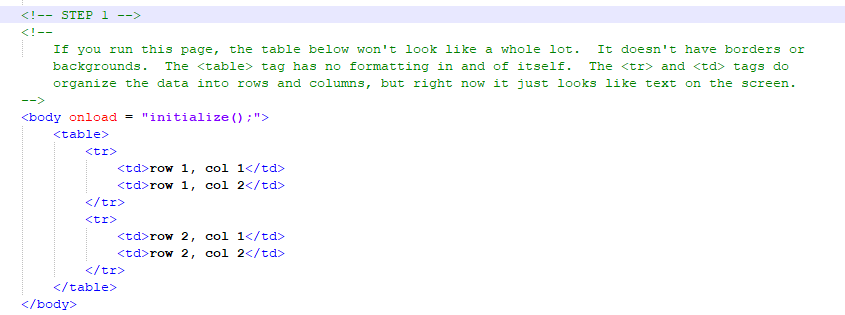 <!-- STEP 1 -->
<!--
If you run this page, the table below won't look like a whole lot.  It doesn't have borders or
backgrounds.  The <table> tag has no formatting in and of itself.  The <tr> and <td> tags do
organize the data into rows and columns, but right now it just looks like text on the screen.
-->
<body onload = "initialize();">
<table>
<tr>
<td>row 1, col 1</td>
<td>row 1, col 2</td>
</tr>
<tr>
<td>row 2, col 1</td>
<td>row 2, col 2</td>
</tr>
</table>
</body>